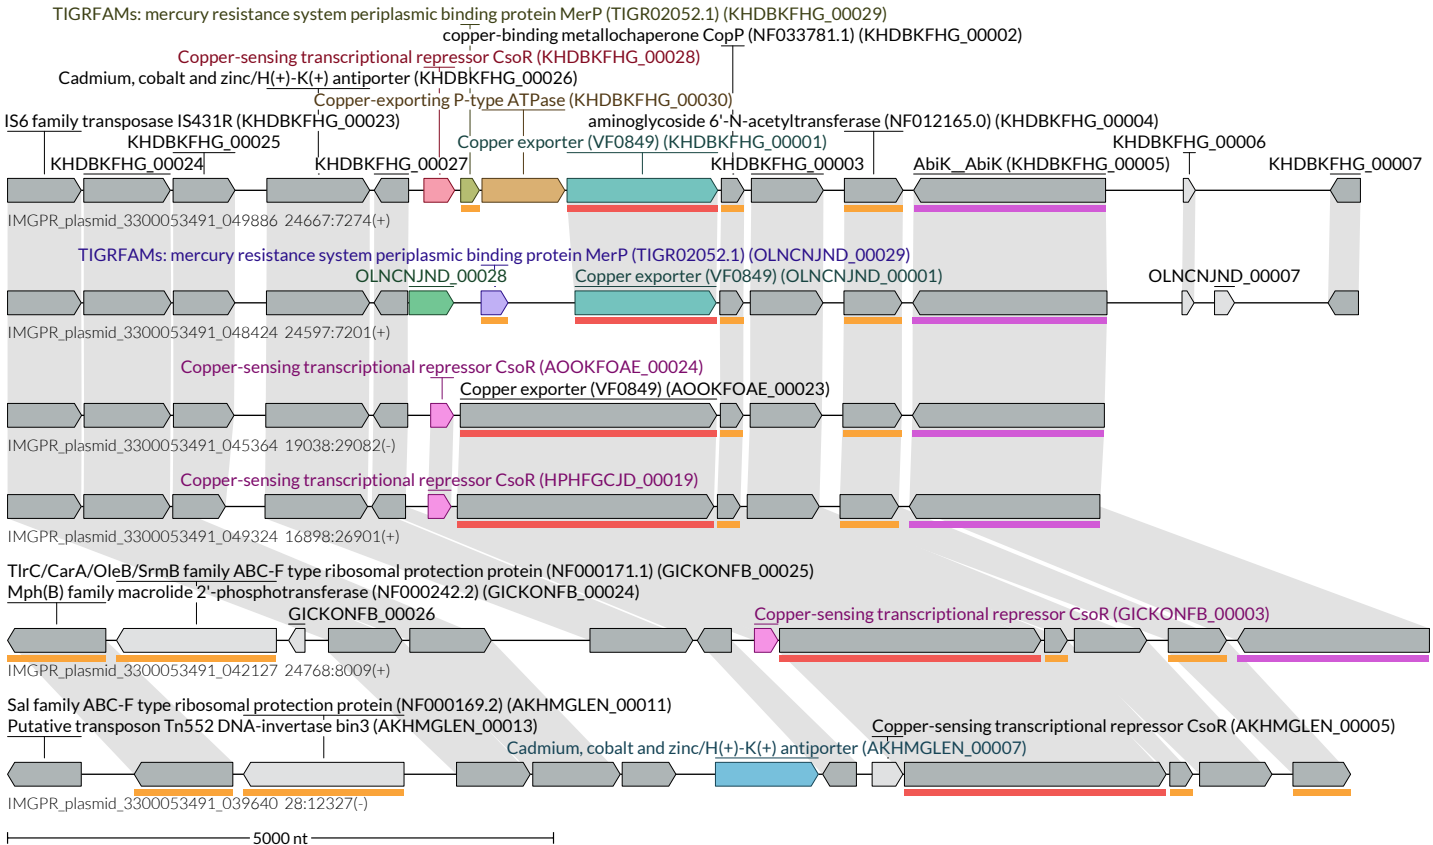 TIGRFAMs: mercury resistance system periplasmic binding protein MerP (TIGR02052.1) (KHDBKFHG_00029)
copper-binding metallochaperone CopP (NF033781.1) (KHDBKFHG_00002)
Copper-sensing transcriptional repressor CsoR (KHDBKFHG_00028)
Cadmium, cobalt and zinc/H(+)-K(+) antiporter (KHDBKFHG_00026)
Copper-exporting P-type ATPase (KHDBKFHG_00030)
IS6 family transposase IS431R (KHDBKFHG_00023)
aminoglycoside 6'-N-acetyltransferase (NF012165.0) (KHDBKFHG_00004)
KHDBKFHG_00025
Copper exporter (VF0849) (KHDBKFHG_00001)
KHDBKFHG_00006
KHDBKFHG_00024
KHDBKFHG_00027
KHDBKFHG_00003
AbiK__AbiK (KHDBKFHG_00005)
KHDBKFHG_00007
IMGPR_plasmid_3300053491_049886 24667:7274(+)
TIGRFAMs: mercury resistance system periplasmic binding protein MerP (TIGR02052.1) (OLNCNJND_00029)
OLNCNJND_00028
Copper exporter (VF0849) (OLNCNJND_00001)
OLNCNJND_00007
IMGPR_plasmid_3300053491_048424 24597:7201(+)
Copper-sensing transcriptional repressor CsoR (AOOKFOAE_00024)
Copper exporter (VF0849) (AOOKFOAE_00023)
IMGPR_plasmid_3300053491_045364 19038:29082(-)
Copper-sensing transcriptional repressor CsoR (HPHFGCJD_00019)
IMGPR_plasmid_3300053491_049324 16898:26901(+)
TlrC/CarA/OleB/SrmB family ABC-F type ribosomal protection protein (NF000171.1) (GICKONFB_00025)
Mph(B) family macrolide 2'-phosphotransferase (NF000242.2) (GICKONFB_00024)
GICKONFB_00026
Copper-sensing transcriptional repressor CsoR (GICKONFB_00003)
IMGPR_plasmid_3300053491_042127 24768:8009(+)
Sal family ABC-F type ribosomal protection protein (NF000169.2) (AKHMGLEN_00011)
Putative transposon Tn552 DNA-invertase bin3 (AKHMGLEN_00013)
Copper-sensing transcriptional repressor CsoR (AKHMGLEN_00005)
Cadmium, cobalt and zinc/H(+)-K(+) antiporter (AKHMGLEN_00007)
IMGPR_plasmid_3300053491_039640 28:12327(-)
5000 nt